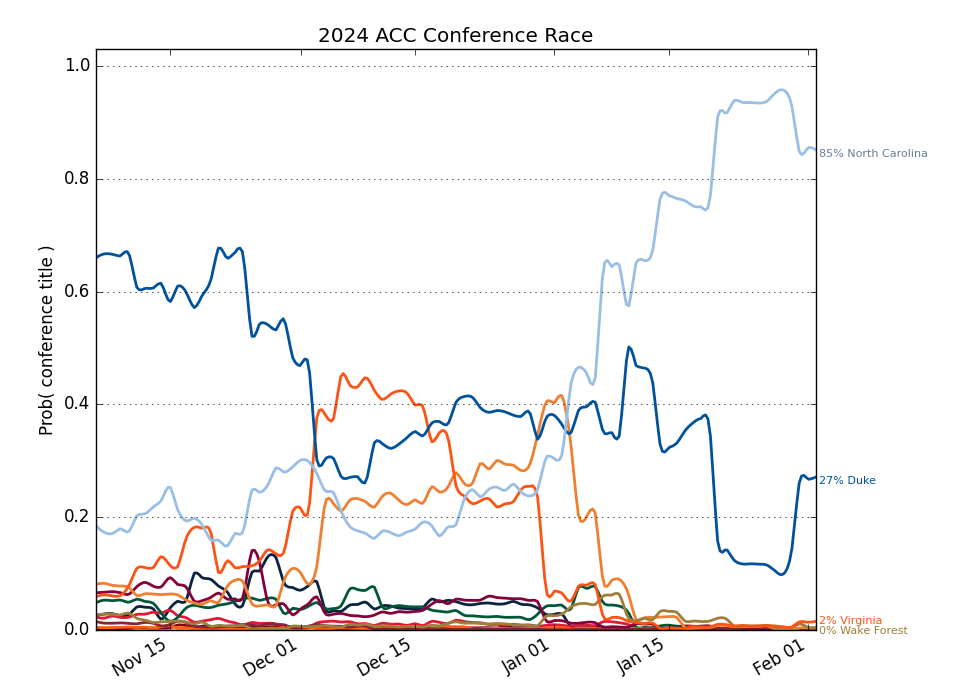 2024 ACC Conference Race
Prob( conference title )
1.0
0.8
0.6
0.4
0.2
0.0
Nov 15
Dec 01
Dec 15
Jan 01
Jan 15
Feb 01
85% North Carolina
27% Duke
2% Virginia
0% Wake Forest